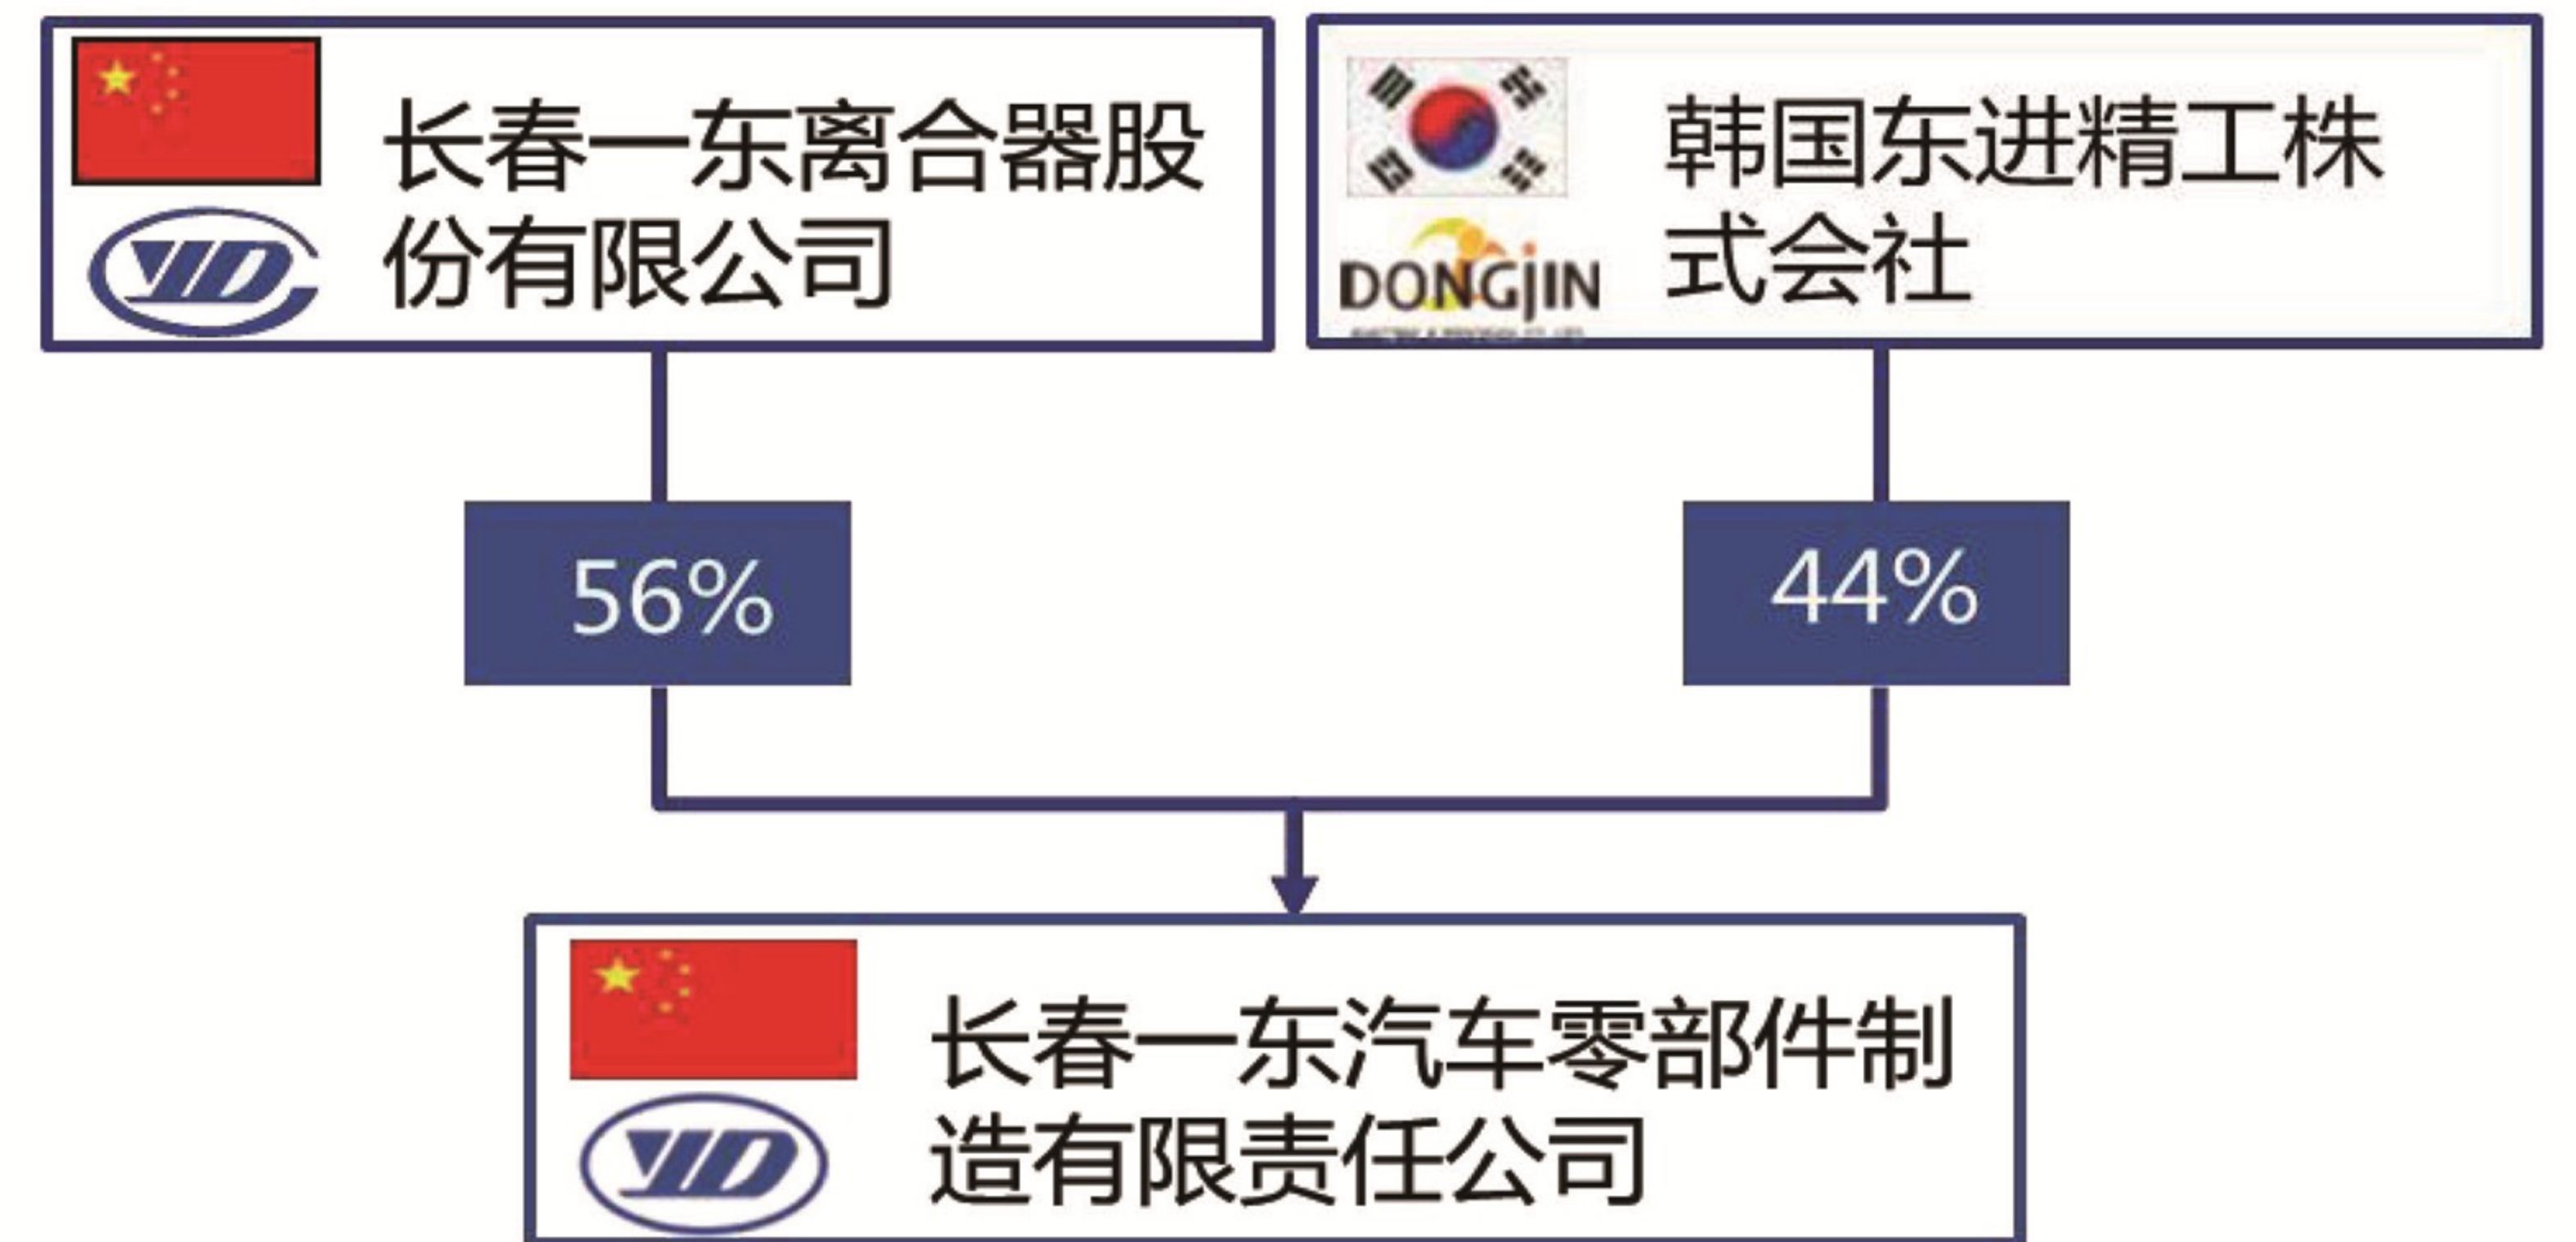 长春一东离合器股
份有限公司
YD
韩国东进精工株
式会社
DONGJIN
56%
44%
长春一东汽车零部件制
造有限责任公司
YD